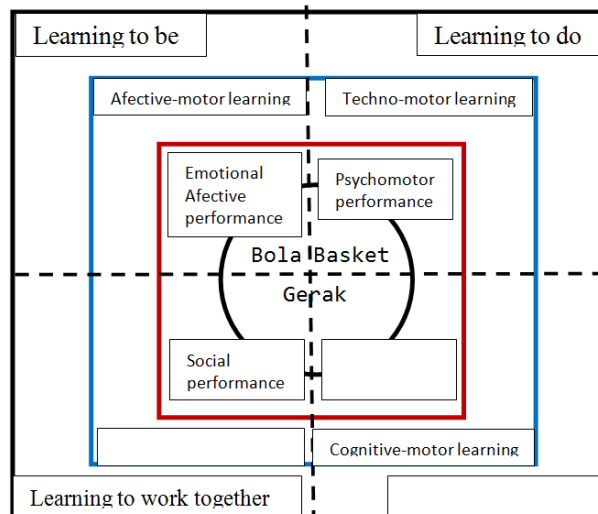 Learning to be
Learning to do
Afective-motor learning
Techno-motor learning
Emotional
Afective
performance
Psychomotor
performance
Bola Basket
Gerak
Social
performance
Cognitive-motor learning
Learning to work together